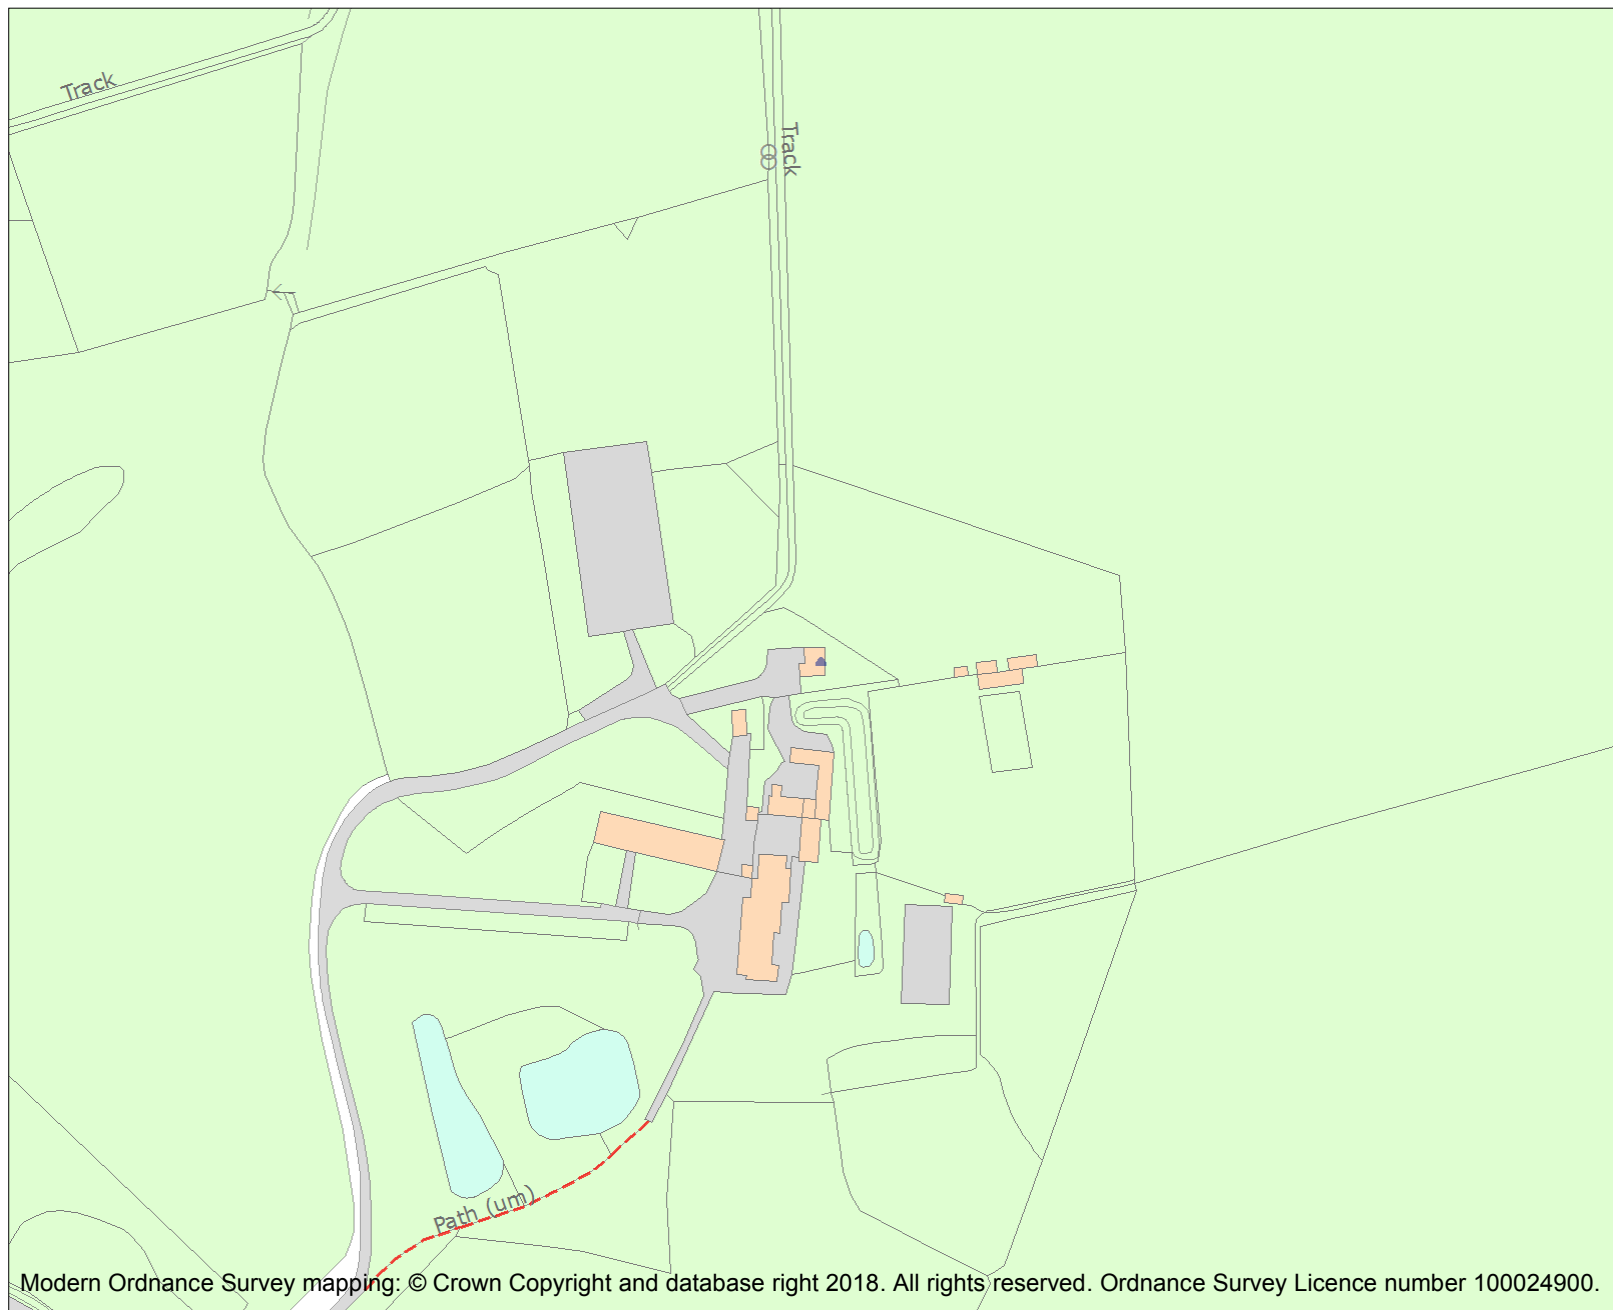 Track
Track
Path (um)
Modern Ordnance Survey mapping: © Crown Copyright and database right 2018. All rights reserved. Ordnance Survey Licence number 100024900.